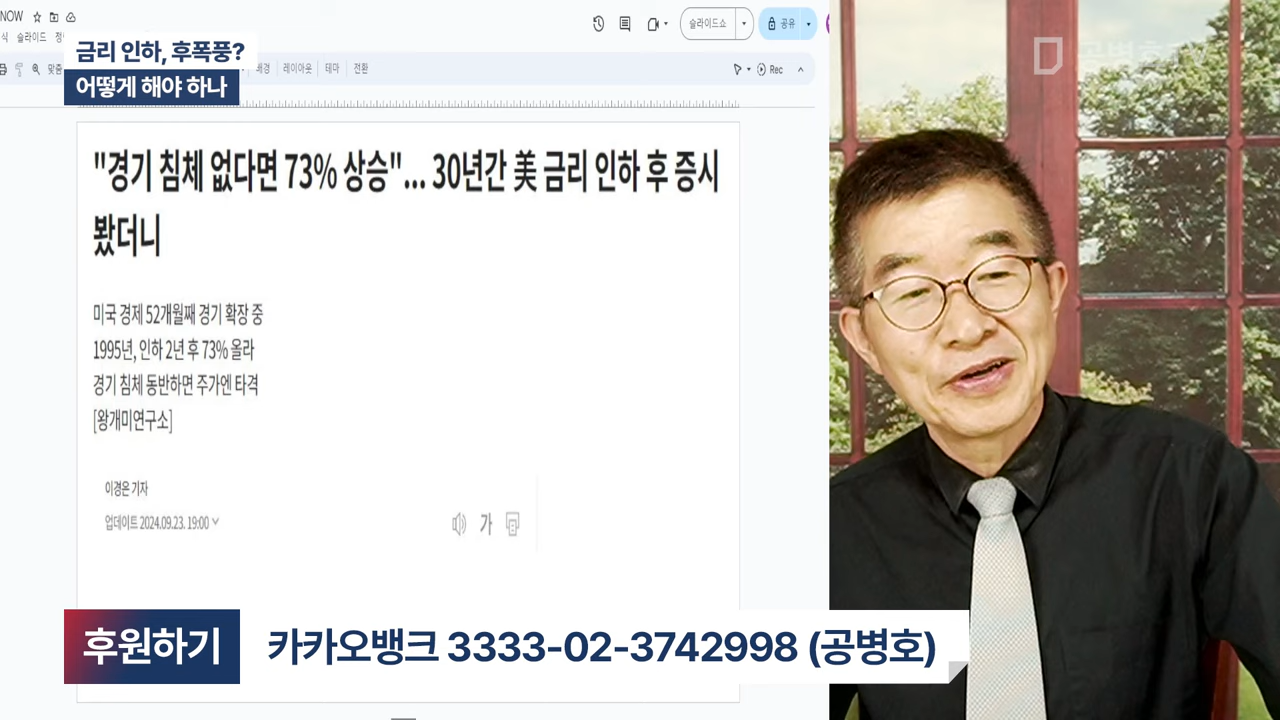 NOW
슬라이드
슬라이드쇼
공유
금리 인하, 후폭풍?
어떻게 해야 하나
배경 레이아웃 테마 전환
Rec
공병호TV
"경기 침체 없다면 73% 상승"... 30년간 美 금리 인하 후 증시
봤더니
미국 경제 52개월째 경기 확장 중
1995년, 인하 2년 후 73% 올라
경기 침체 동반하면 주가엔 타격
[왕개미연구소]
이경은 기자
업데이트 2024.09.23. 19:00
가
후원하기
카카오뱅크 3333-02-3742998 (공병호)